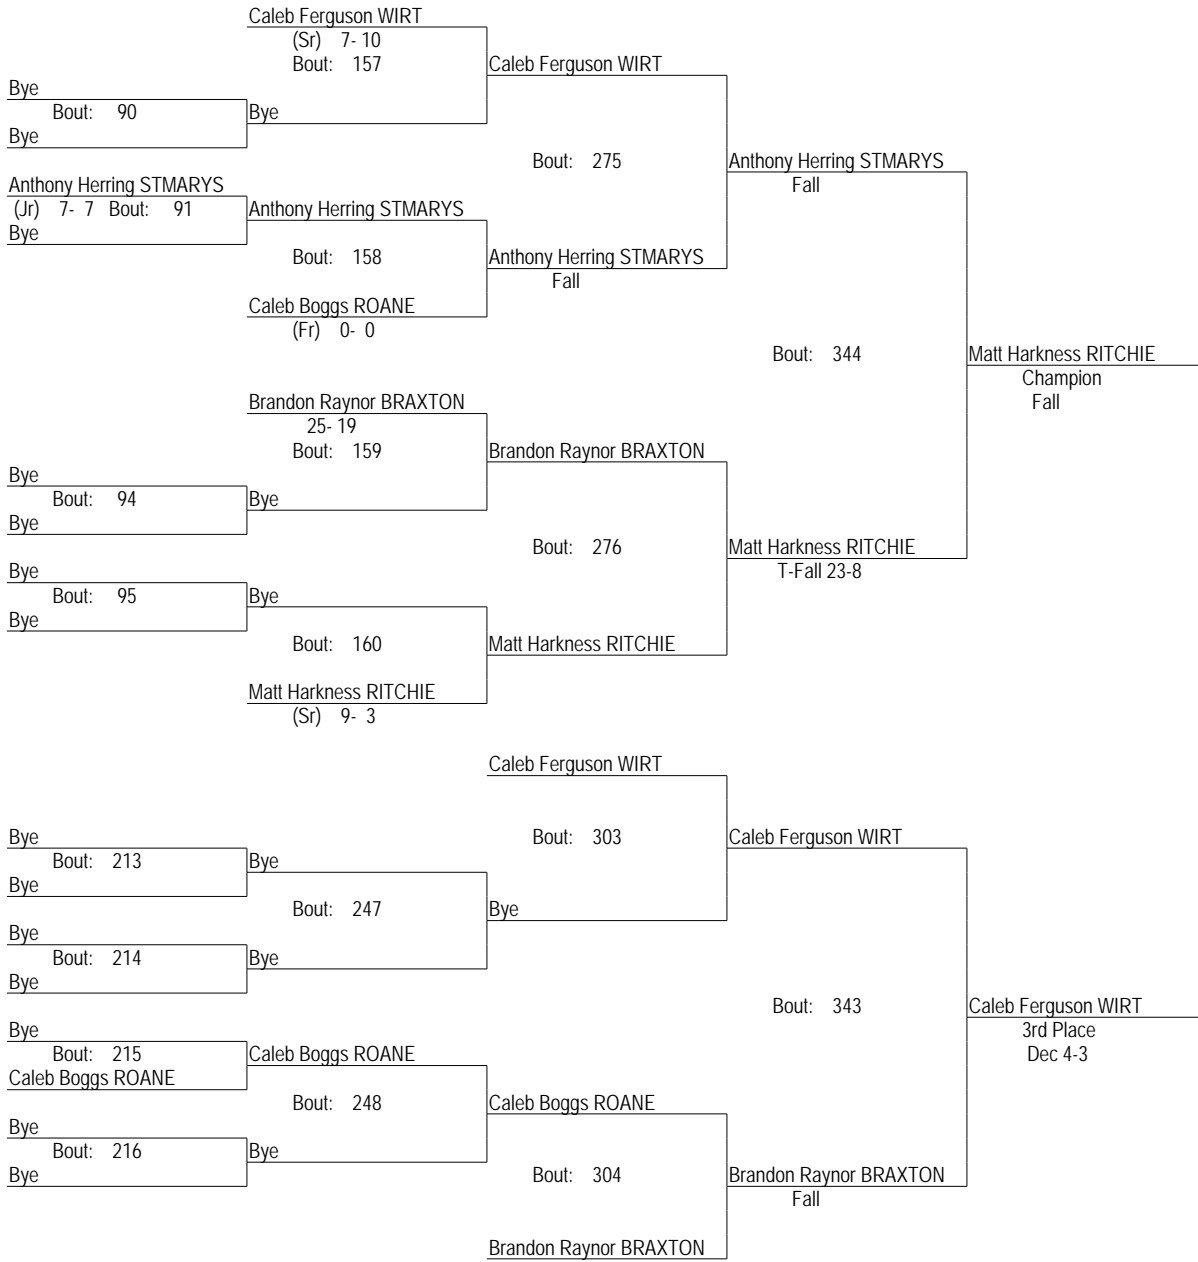 Caleb Ferguson WIRT
(Sr) 7- 10
Bout: 157
Caleb Ferguson WIRT
Bye
Bout: 90
Bye
Bye
Bout: 275
Anthony Herring STMARYS
Fall
Anthony Herring STMARYS
(Jr) 7- 7 Bout: 91
Anthony Herring STMARYS
Bye
Bout: 158
Anthony Herring STMARYS
Fall
Caleb Boggs ROANE
(Fr) 0- 0
Bout: 344
Matt Harkness RITCHIE
Champion
Fall
Brandon Raynor BRAXTON
25- 19
Bout: 159
Brandon Raynor BRAXTON
Bye
Bout: 94
Bye
Bye
Bout: 276
Matt Harkness RITCHIE
T-Fall 23-8
Bye
Bout: 95
Bye
Bye
Bout: 160
Matt Harkness RITCHIE
Matt Harkness RITCHIE
(Sr) 9- 3
Caleb Ferguson WIRT
Bout: 303
Caleb Ferguson WIRT
Bye
Bout: 213
Bye
Bye
Bout: 247
Bye
Bye
Bout: 214
Bye
Bye
Bout: 343
Caleb Ferguson WIRT
3rd Place
Dec 4-3
Bye
Bout: 215
Caleb Boggs ROANE
Caleb Boggs ROANE
Bout: 248
Caleb Boggs ROANE
Bye
Bout: 216
Bye
Bye
Bout: 304
Brandon Raynor BRAXTON
Fall
Brandon Raynor BRAXTON